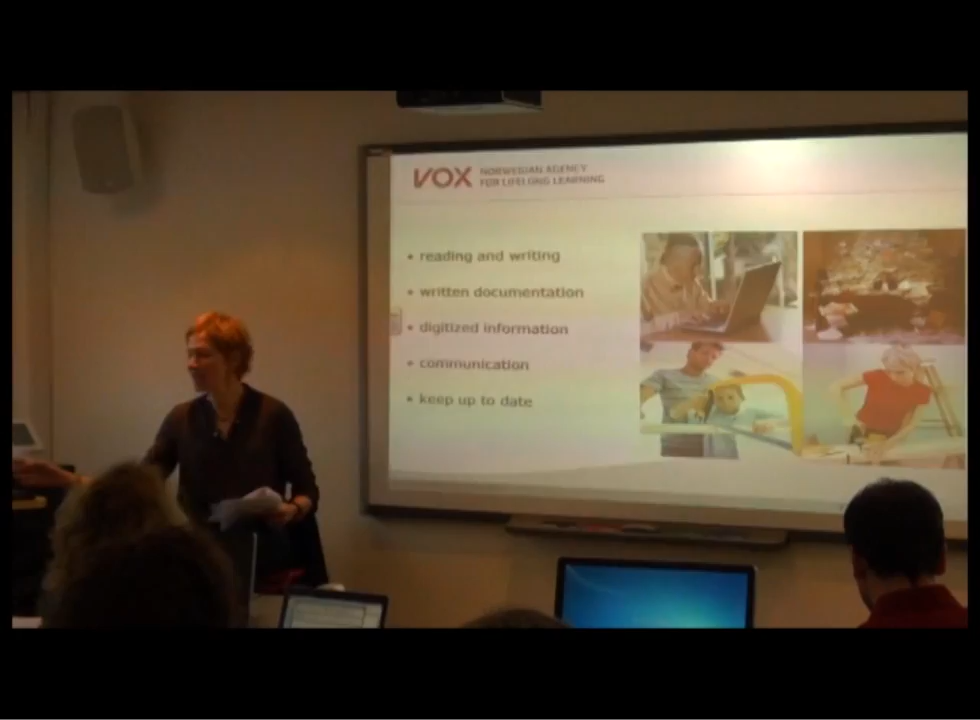 VOX NORWEGIAN AGENCY
FOR LIFELONG LEARNING
• reading and writing
• written documentation
• digitized information
• communication
• keep up to date